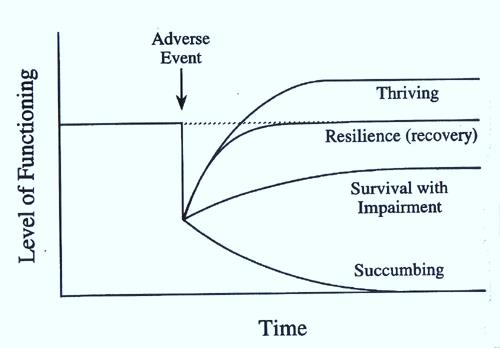 Adverse
Event
Level of Functioning
Thriving
Resilience (recovery)
Survival with
Impairment
Succumbing
Time